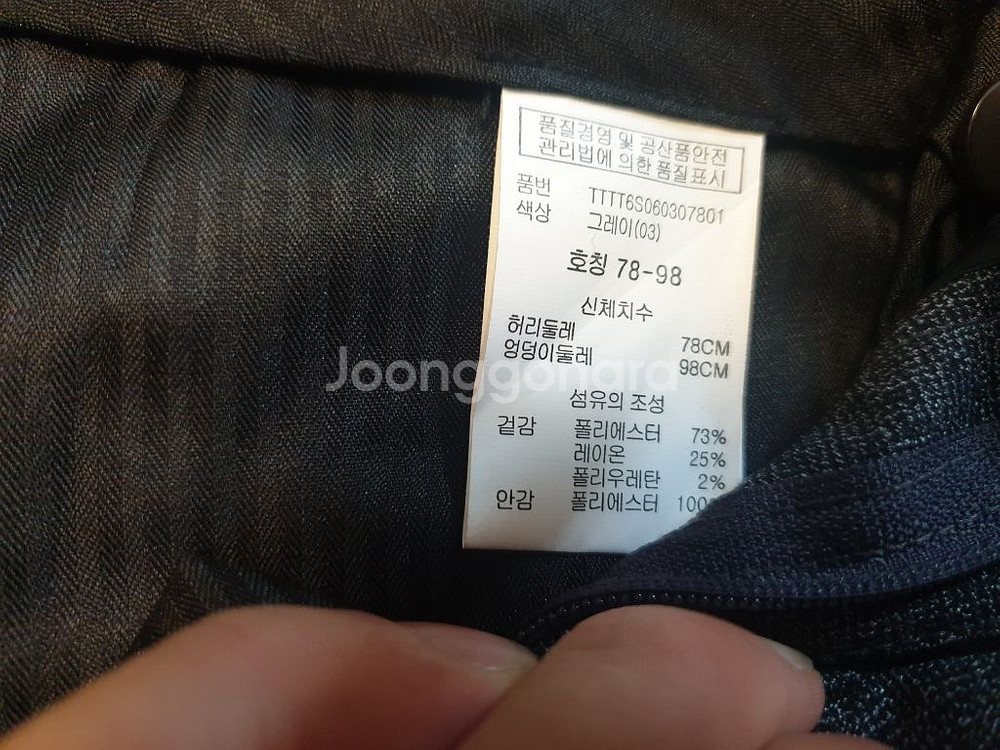 품질경영 및 공산품안전
관리법에 의한 품질표시
품번 TTTT6S060307801
색상 그레이(03)
호칭 78-98
신체치수
허리둘레 78CM
엉덩이둘레 98CM
Joonggonara
섬유의 조성
겉감 폴리에스터 73%
레이온 25%
폴리우레탄 2%
안감 폴리에스터 100